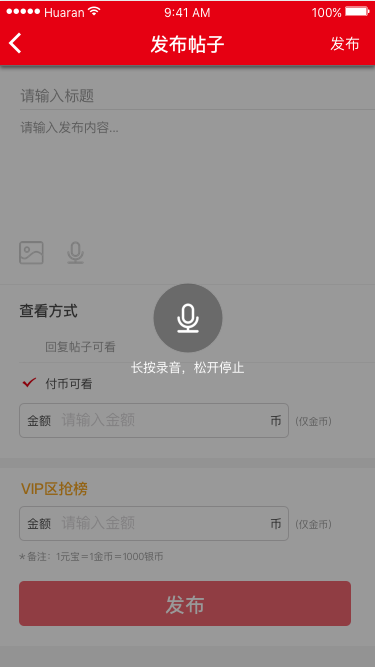 Huaran 9:41 AM 100%
发布帖子 发布
请输入标题
请输入发布内容...
查看方式
回复帖子可看
长按录音，松开停止
付币可看
金额 请输入金额 币 (仅金币)
VIP区抢榜
金额 请输入金额 币 (仅金币)
*备注：1元宝=1金币=1000银币
发布